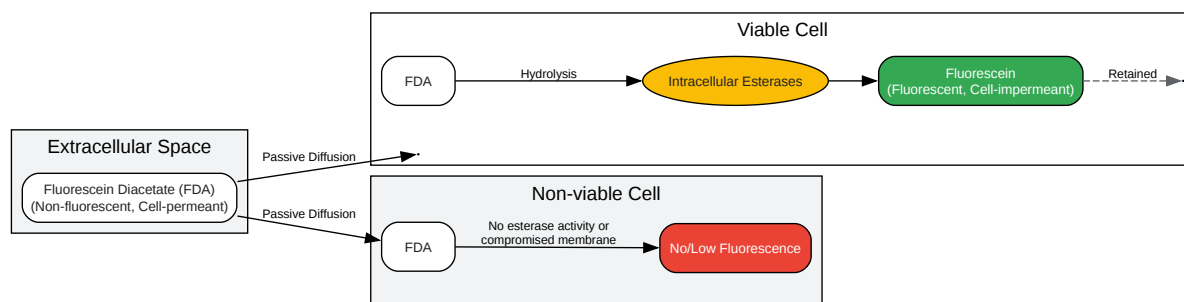 Viable Cell
FDA
Hydrolysis
Intracellular Esterases
Fluorescein
(Fluorescent, Cell-impermeant)
Retained
Extracellular Space
Fluorescein Diacetate (FDA)
(Non-fluorescent, Cell-permeant)
Passive Diffusion
Passive Diffusion
Non-viable Cell
FDA
No esterase activity or
compromised membrane
No/Low Fluorescence